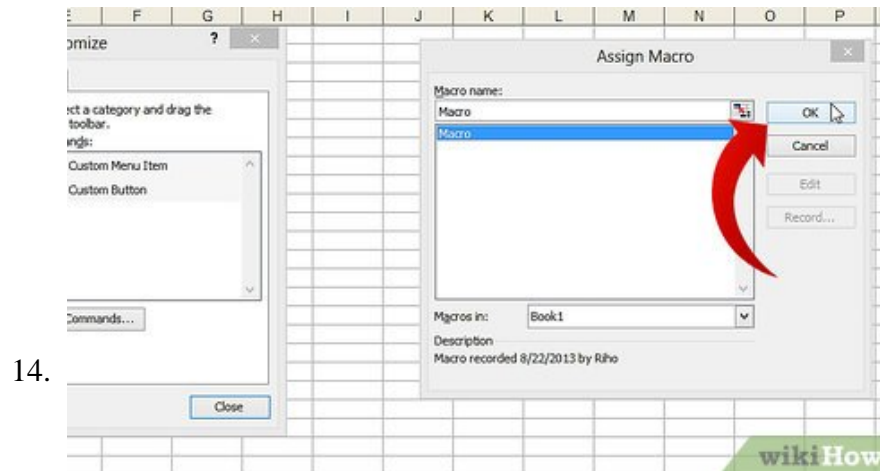 E F G H I J K L M N O P
omize ?
Assign Macro
ect a category and drag the
toolbar.
nds:
Custom Menu Item
Custom Button
Commands...
Close
Macro name:
Macro
Macro
OK
Cancel
Edit
Record...
Macros in: Book1
Description
Macro recorded 8/22/2013 by Riho
14.
wikiHow